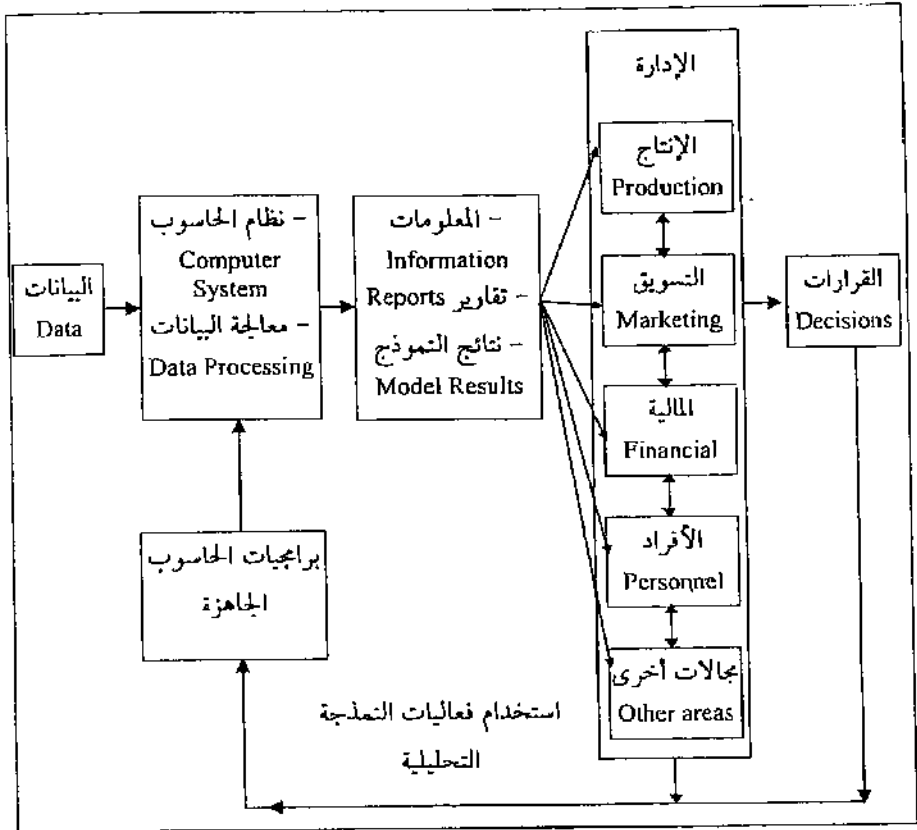 البيانات
Data
- نظام الحاسوب
Computer
System
- معالجة البيانات
Data Processing
- المعلومات
Information
- تقاوير Reports
- نتائج النموذج
Model Results
الإدارة
الإنتاج
Production
التسويق
Marketing
المالية
Financial
الأفراد
Personnel
مجالات أخرى
Other areas
القرارات
Decisions
برامجيات الحاسوب
الجاهزة
استخدام فعاليات النمذجة
التحليلية